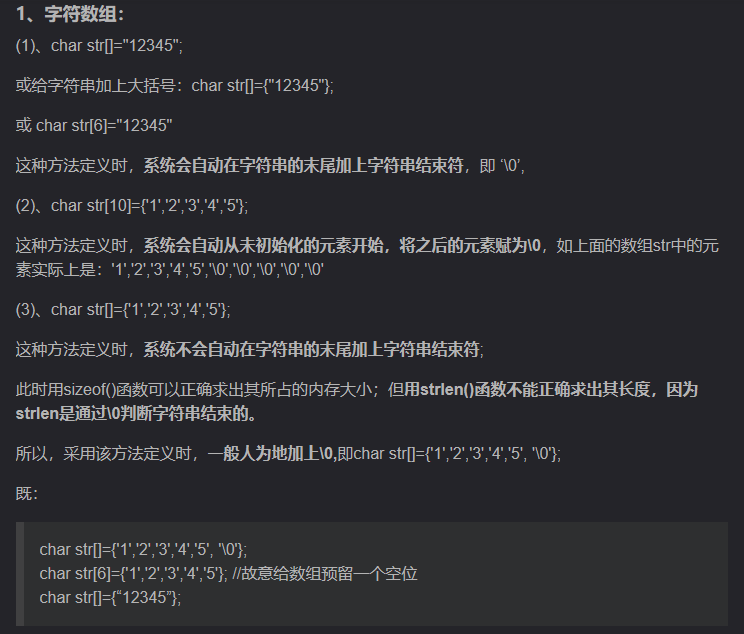 1、字符数组：
(1)、char str[]="12345";
或给字符串加上大括号：char str[]={"12345"};
或 char str[6]="12345"
这种方法定义时，系统会自动在字符串的末尾加上字符串结束符，即 ‘\0’,
(2)、char str[10]={'1','2','3','4','5'};
这种方法定义时，系统会自动从未初始化的元素开始，将之后的元素赋为\0，如上面的数组str中的元
素实际上是：'1','2','3','4','5','\0','\0','\0','\0','\0'
(3)、char str[]={'1','2','3','4','5'};
这种方法定义时，系统不会自动在字符串的末尾加上字符串结束符;
此时用sizeof()函数可以正确求出其所占的内存大小；但用strlen()函数不能正确求出其长度，因为
strlen是通过\0判断字符串结束的。
所以，采用该方法定义时，一般人为地加上\0,即char str[]={'1','2','3','4','5', '\0'};
既：
char str[]={'1','2','3','4','5', '\0'};
char str[6]={'1','2','3','4','5'}; //故意给数组预留一个空位
char str[]={“12345”};